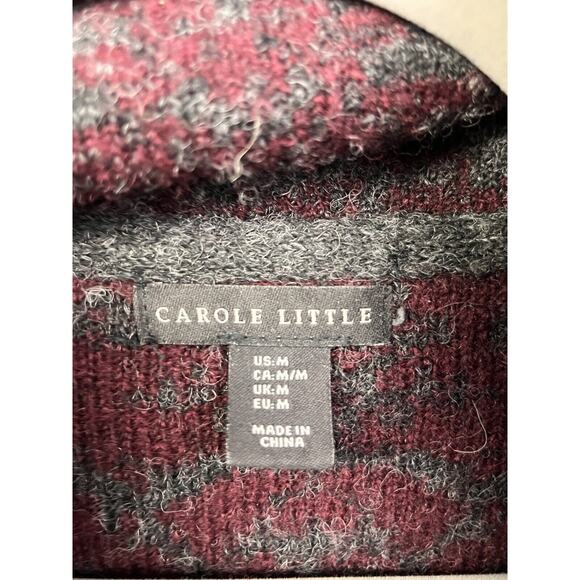 CAROLE LITTLE
US:M
CA:M/M
UK:M
EU:M
MADE IN
CHINA